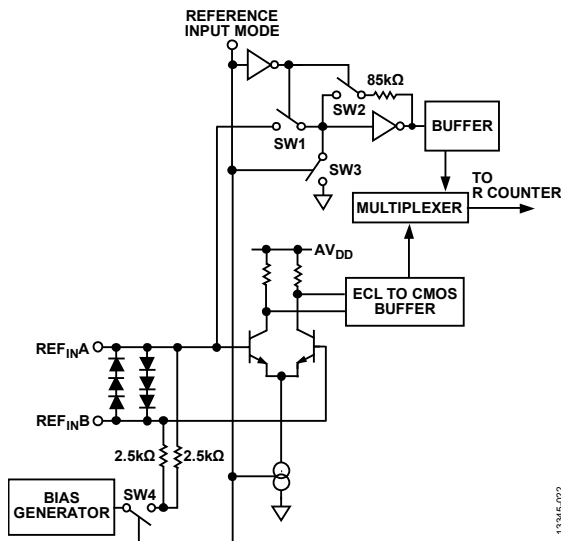 REFERENCE
INPUT MODE
85kΩ
SW2
SW1
BUFFER
SW3
TO
R COUNTER
MULTIPLEXER
AVDD
ECL TO CMOS
BUFFER
REFINA
REFINB
2.5kΩ
2.5kΩ
BIAS
GENERATOR
SW4
13345-022